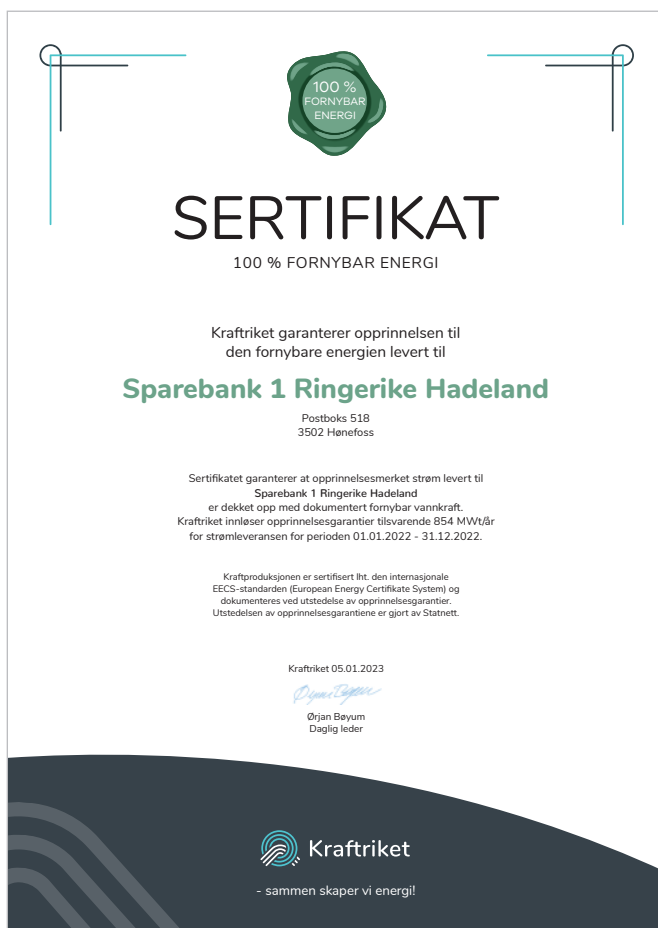 100 %
FORNYBAR
ENERGI
SERTIFIKAT
100 % FORNYBAR ENERGI
Kraftriket garanterer opprinnelsen til
den fornybare energien levert til
Sparebank 1 Ringerike Hadeland
Postboks 518
3502 Hønefoss
Sertifikatet garanterer at opprinnelsesmerket strøm levert til
Sparebank 1 Ringerike Hadeland
er dekket opp med dokumentert fornybar vannkraft.
Kraftriket innløser opprinnelsesgarantier tilsvarende 854 MWt/år
for strømleveransen for perioden 01.01.2022 - 31.12.2022.
Kraftproduksjonen er sertifisert Iht. den internasjonale
EECS-standarden (European Energy Certifikate System) og
dokumenteres ved utstedelse av opprinnelsesgarantier.
Utstedelsen av opprinnelsesgarantiene er gjort av Statnett.
Kraftriket 05.01.2023
Ørjan Bøyum
Ørjan Bøyum
Daglig leder
Kraftriket
- sammen skaper vi energi!